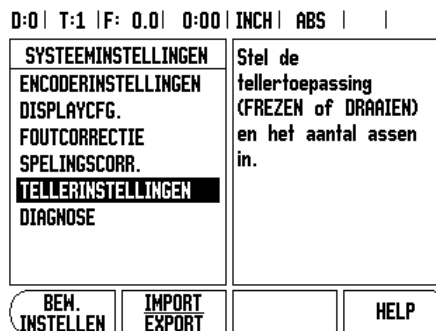 D:0 | T:1 | F: 0.0 | 0:00 | INCH | ABS | |
SYSTEEMINSTELLINGEN
ENCODERINSTELLINGEN
DISPLAYCFG.
FOUTCORRECTIE
SPELINGSCORR.
TELLERINSTELLINGEN
DIAGNOSE
Stel de
tellertoepassing
(FREZEN of DRAAIEN)
en het aantal assen
in.
BEW.
INSTELLEN
IMPORT
EXPORT
HELP